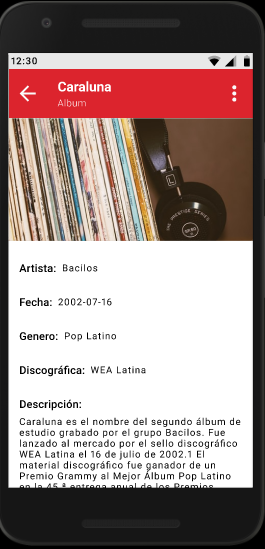 12:30
Caraluna
Album
L
THE PRESTIGE SERIES
GRADO
Artista: Bacilos
Fecha: 2002-07-16
Genero: Pop Latino
Discográfica: WEA Latina
Descripción:
Caraluna es el nombre del segundo álbum de
estudio grabado por el grupo Bacilos. Fue
lanzado al mercado por el sello discográfico
WEA Latina el 16 de julio de 2002.1 El
material discográfico fue ganador de un
Premio Grammy al Mejor Álbum Pop Latino
en la 45.ª entrega anual de los Premios